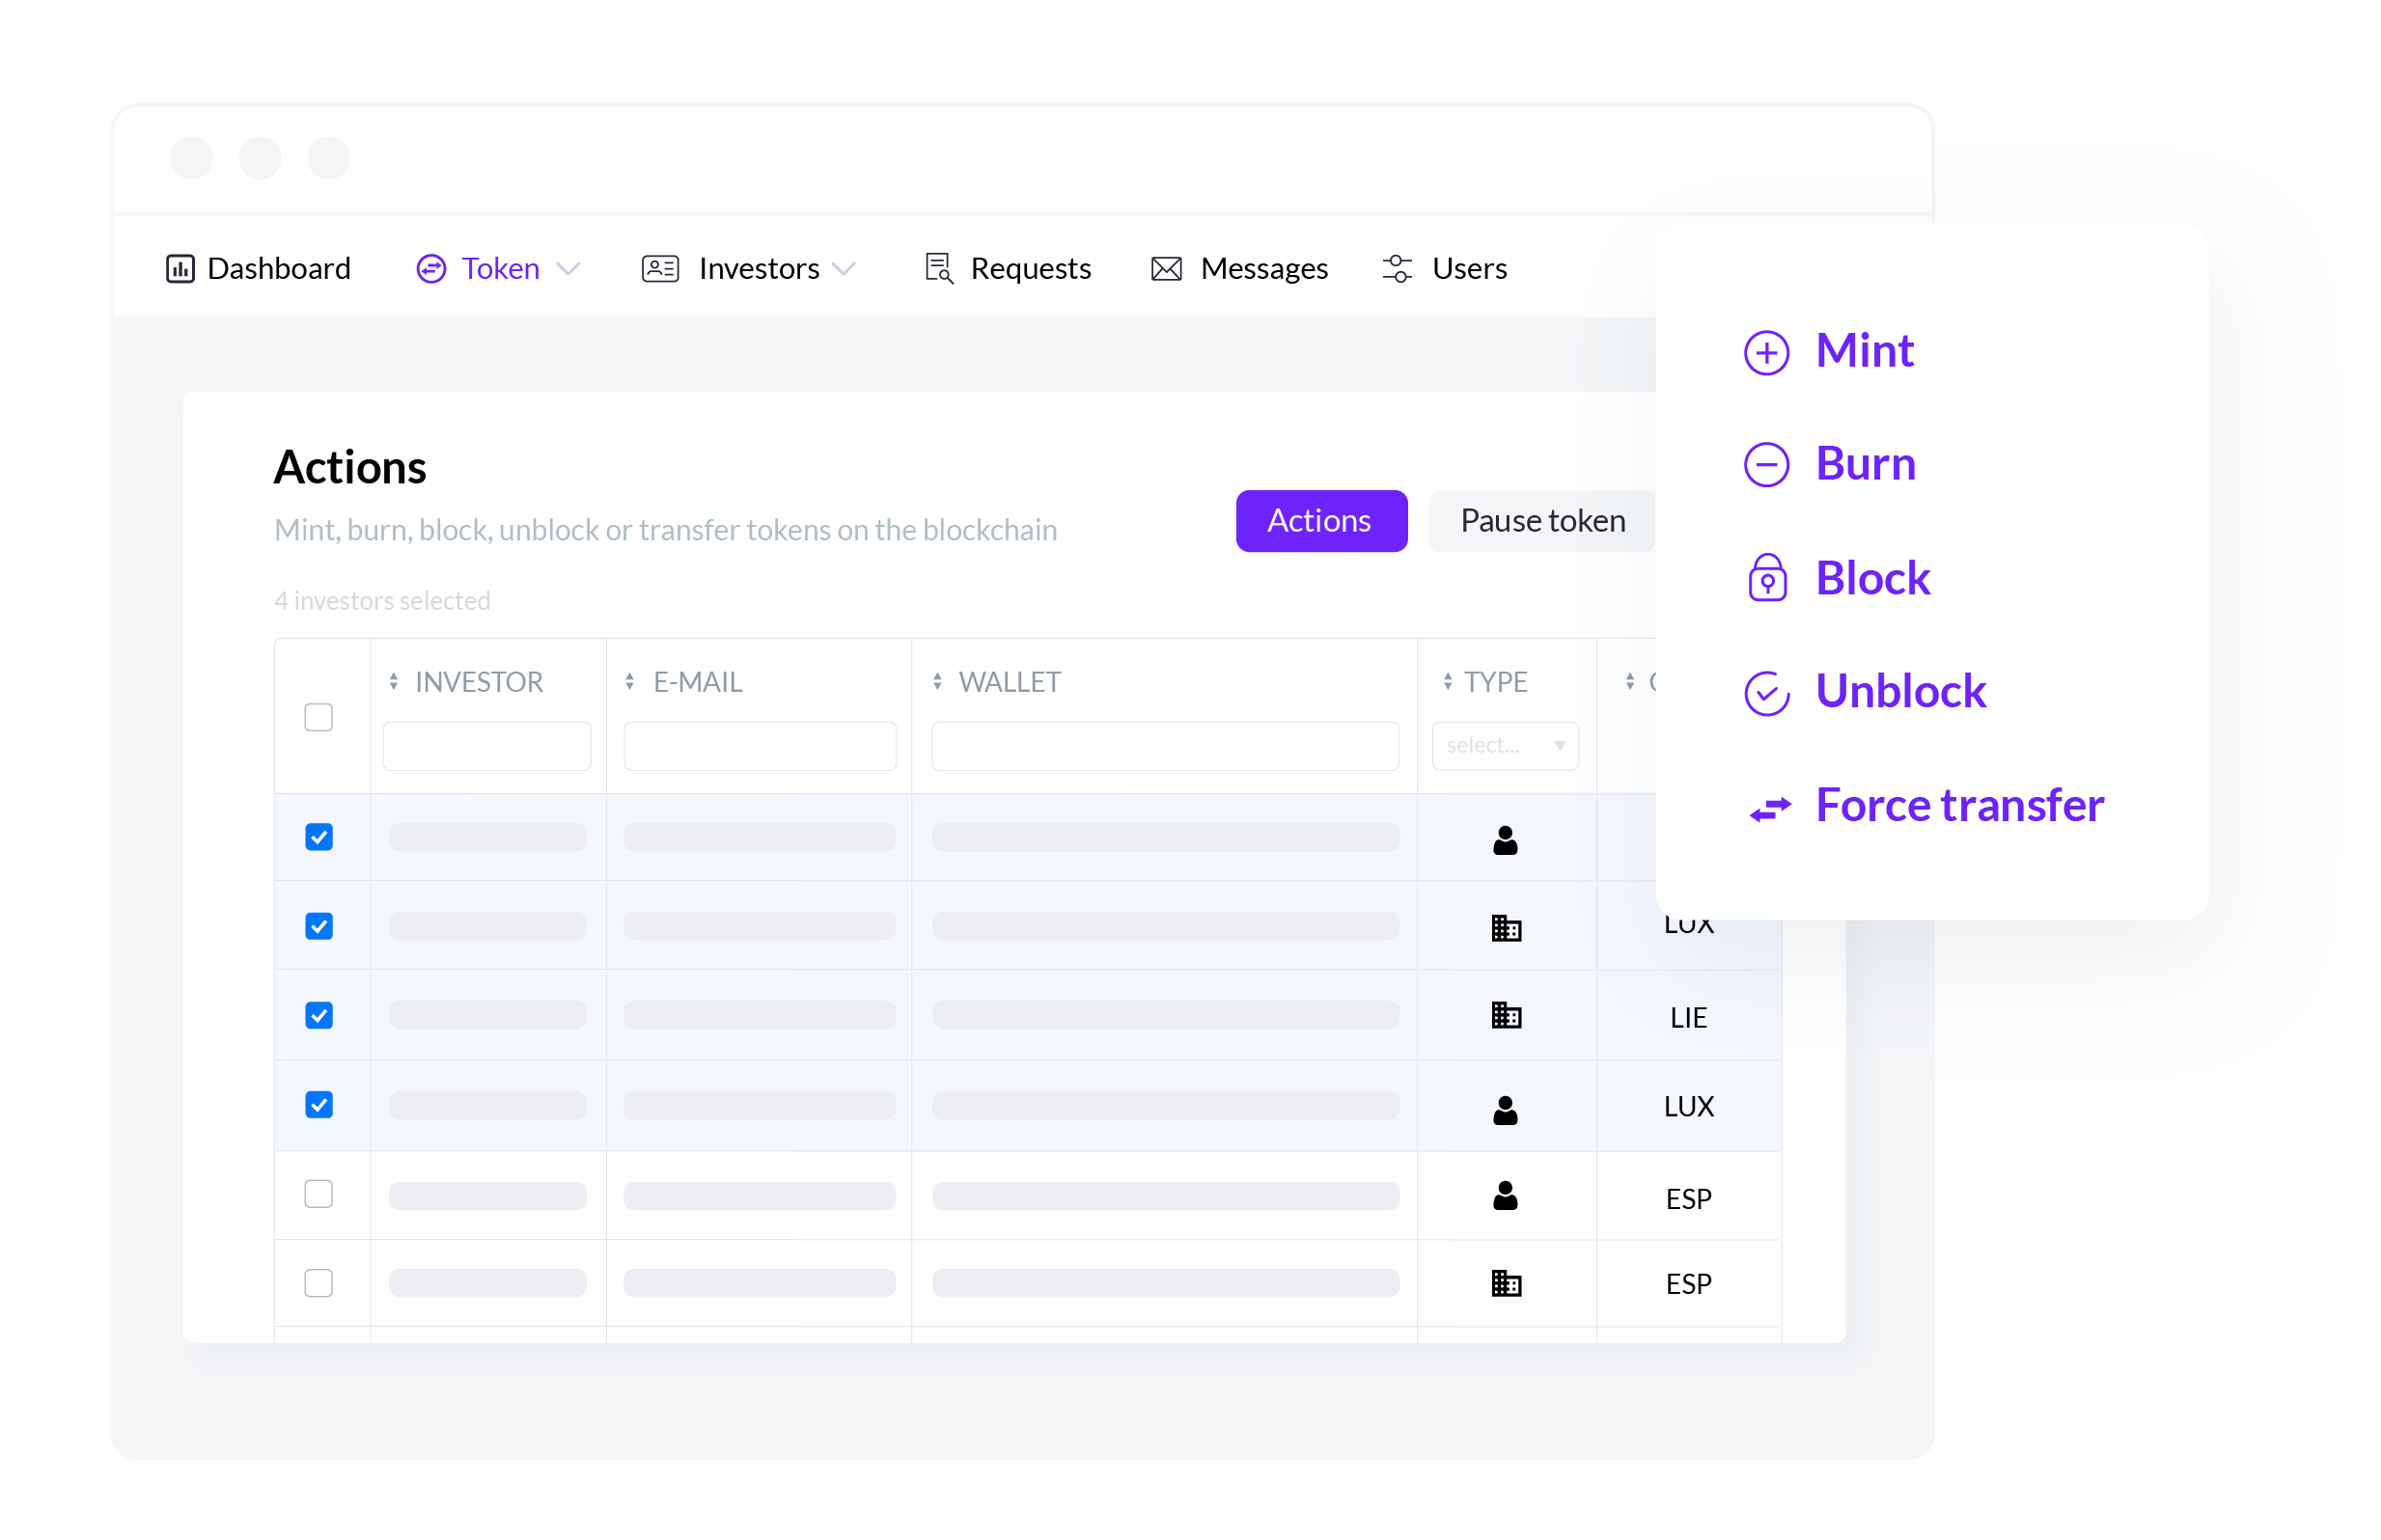 Dashboard Token Investors Requests Messages Users
Mint
Burn
Block
Unblock
Force transfer
Actions
Mint, burn, block, unblock or transfer tokens on the blockchain
Actions Pause token
4 investors selected
INVESTOR E-MAIL WALLET TYPE
select...
LUX
LIE
LUX
ESP
ESP